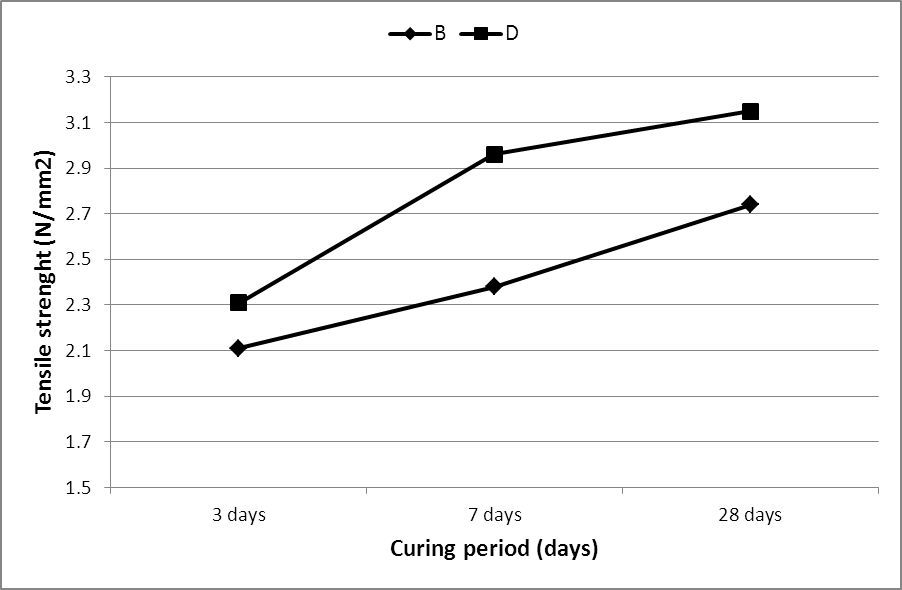 B D
3.3
3.1
2.9
2.7
2.5
2.3
2.1
1.9
1.7
1.5
Tensile strenght (N/mm2)
3 days 7 days 28 days
Curing period (days)